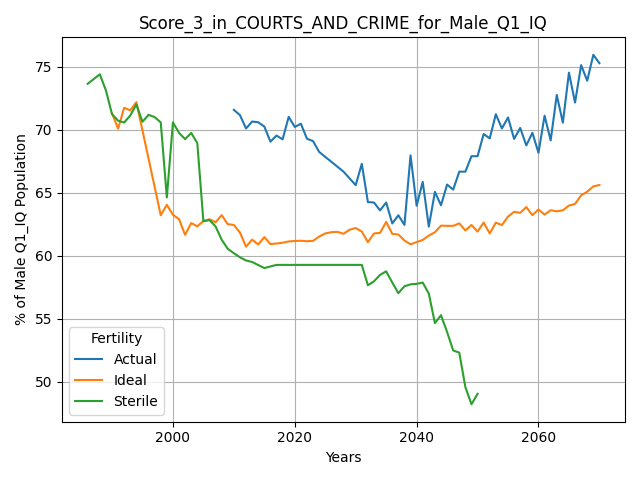 Score_3_in_COURTS_AND_CRIME_for_Male_Q1_IQ
% of Male Q1_IQ Population
75
70
65
60
55
50
Fertility
Actual
Ideal
Sterile
2000 2020 2040 2060
Years